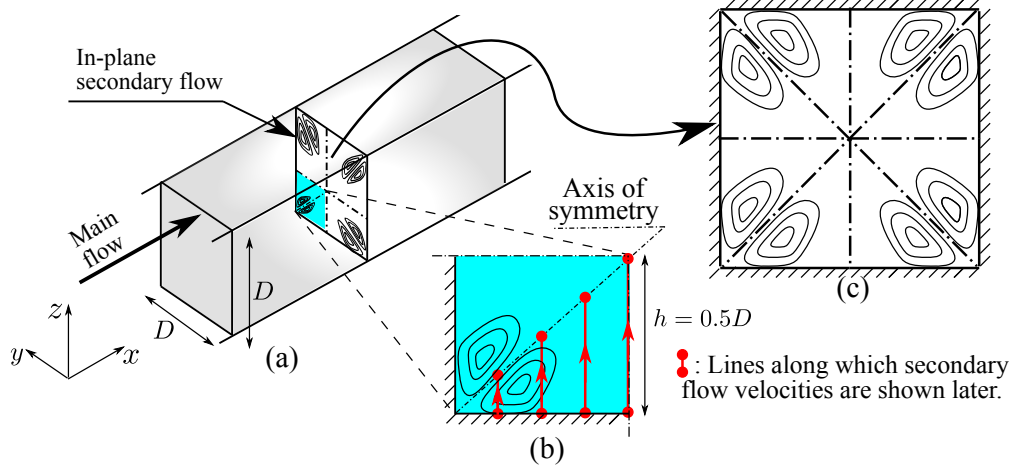 In-plane
secondary flow
Main
flow
D
D
z
y
x
(a)
Axis of
symmetry
h = 0.5D
(b)
(c)
: Lines along which secondary
flow velocities are shown later.